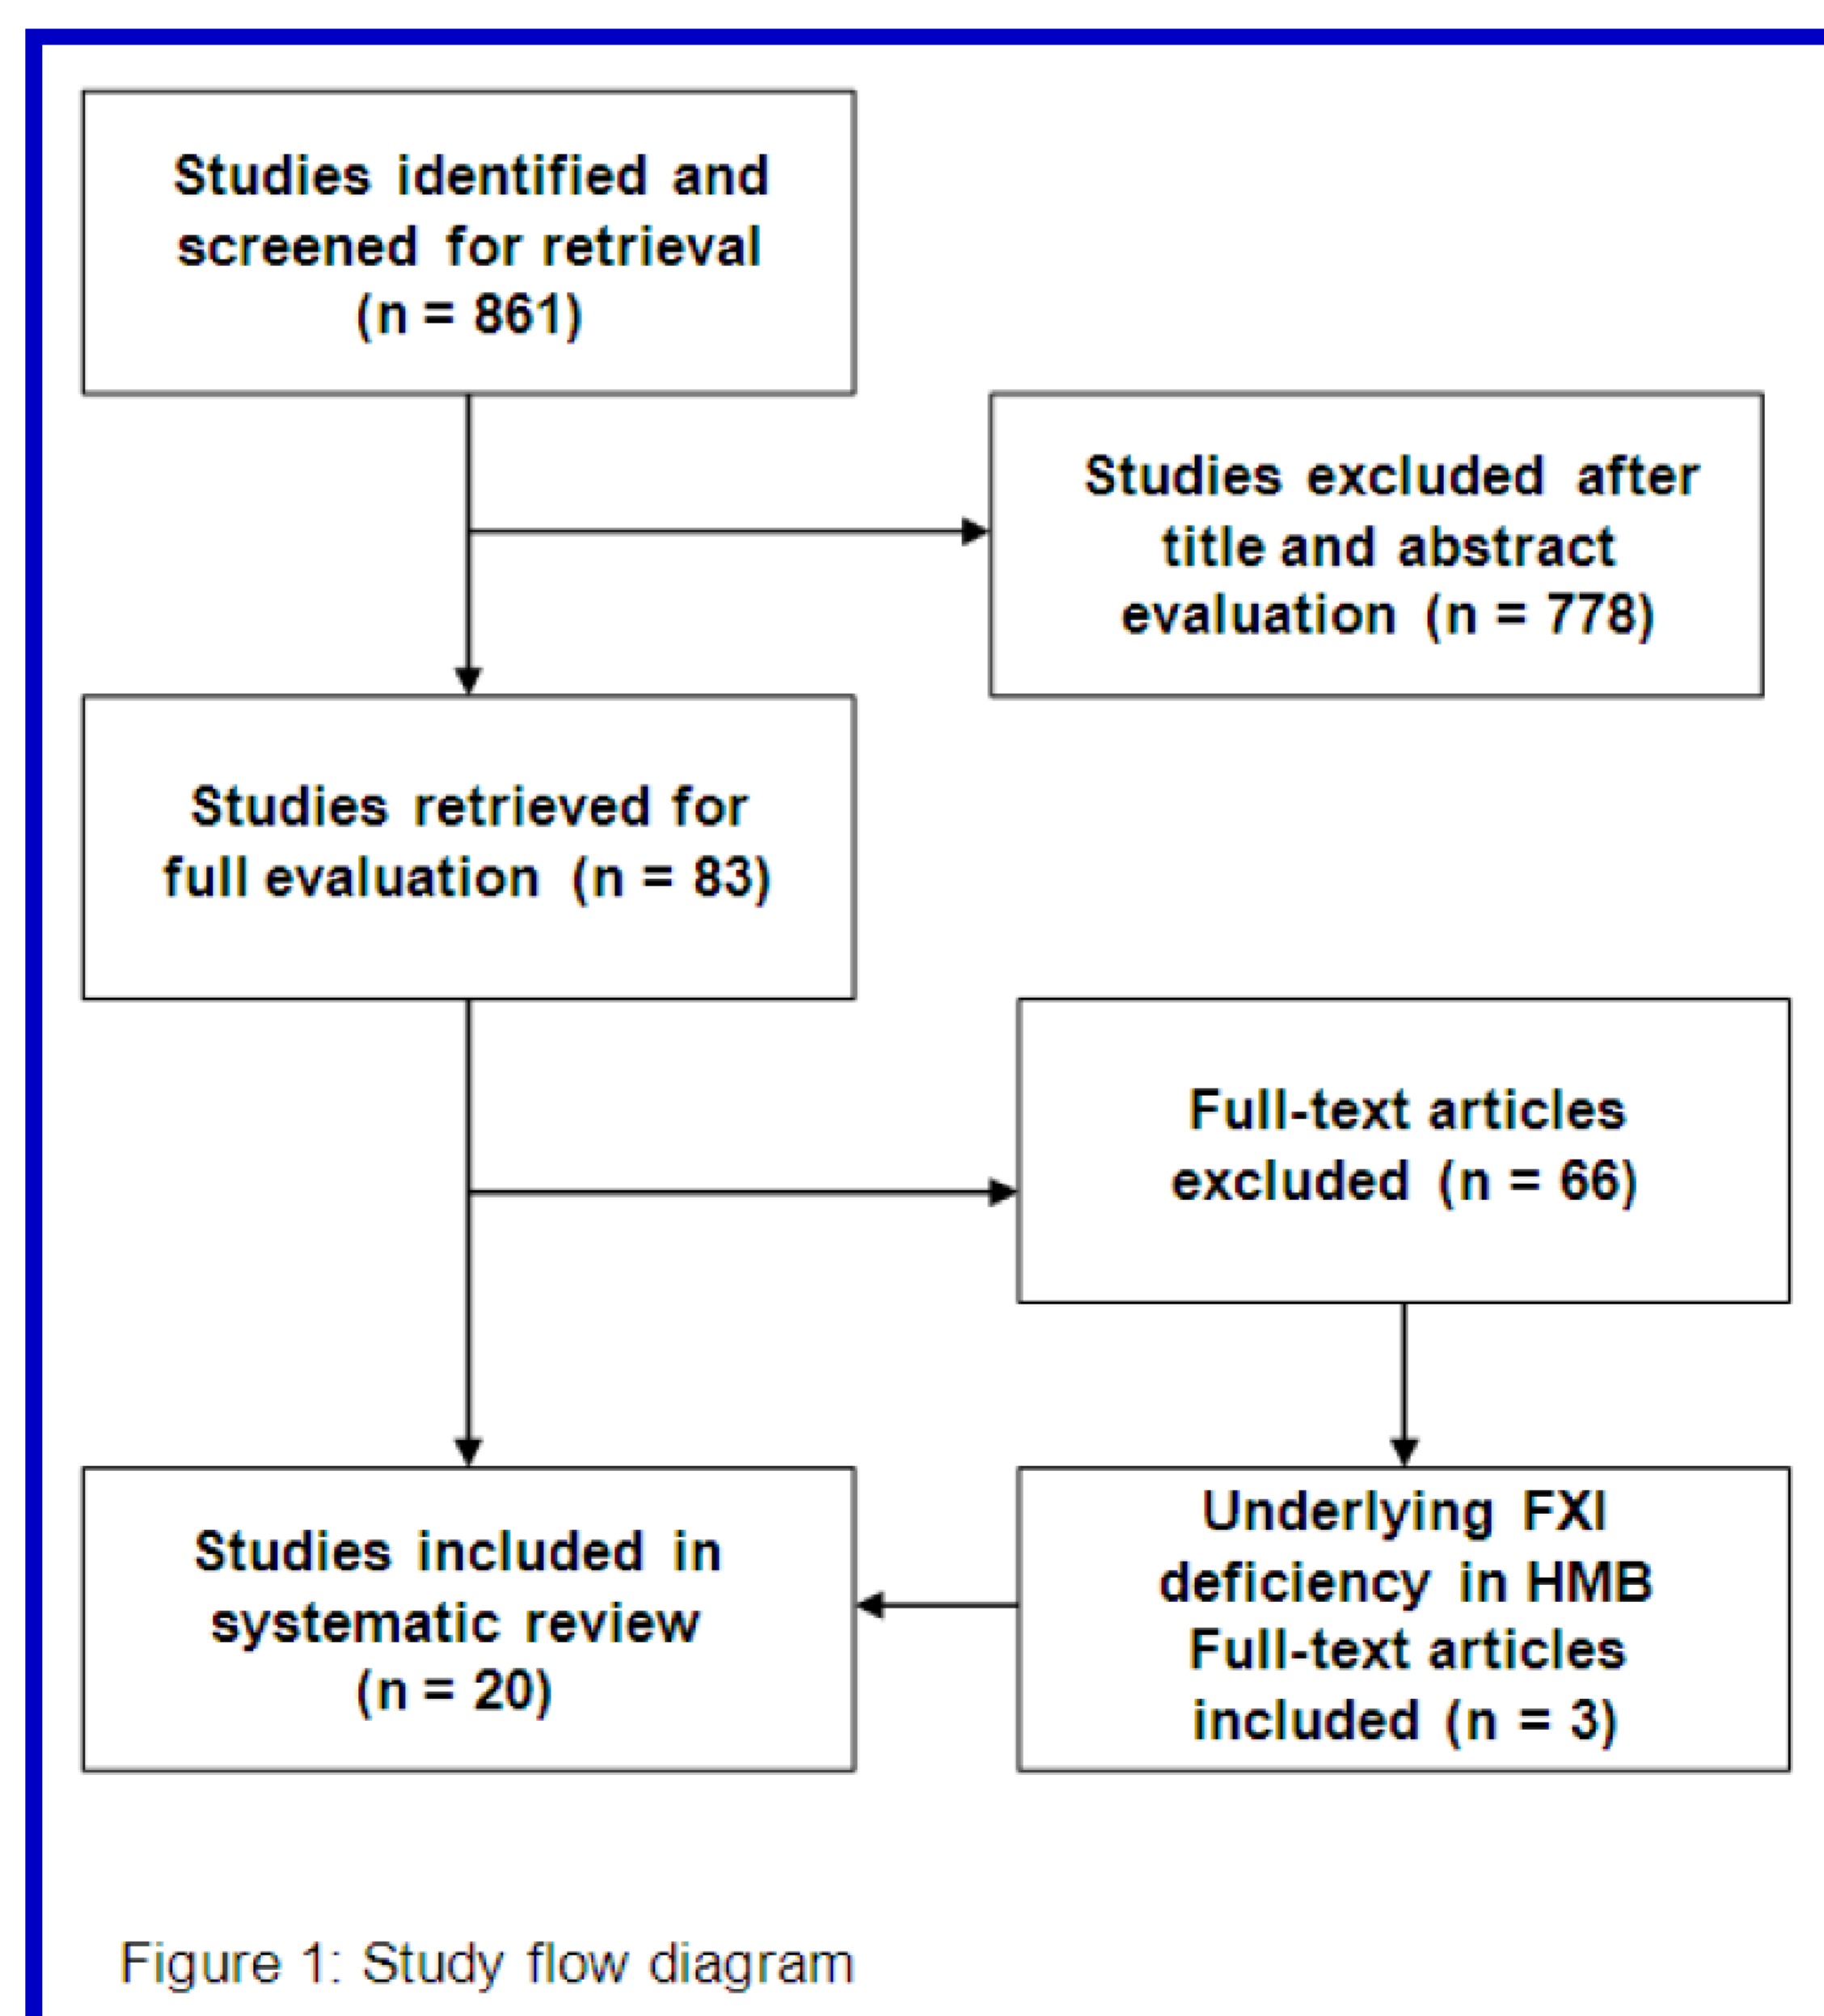 Studies identified and
screened for retrieval
(n = 861)
Studies excluded after
title and abstract
evaluation (n = 778)
Studies retrieved for
full evaluation (n = 83)
Full-text articles
excluded (n = 66)
Studies included in
systematic review
(n = 20)
Underlying FXI
deficiency in HMB
Full-text articles
included (n = 3)
Figure 1: Study flow diagram